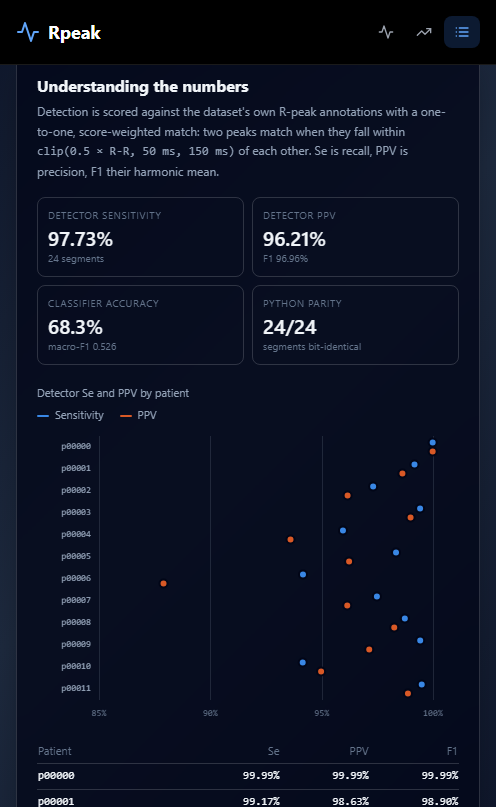 Rpeak
Understanding the numbers
Detection is scored against the dataset's own R-peak annotations with a one-
to-one, score-weighted match: two peaks match when they fall within
clip(0.5 × R-R, 50 ms, 150 ms) of each other. Se is recall, PPV is
precision, F1 their harmonic mean.
DETECTOR SENSITIVITY
97.73%
24 segments
DETECTOR PPV
96.21%
F1 96.96%
CLASSIFIER ACCURACY
68.3%
macro-F1 0.526
PYTHON PARITY
24/24
segments bit-identical
Detector Se and PPV by patient
Sensitivity PPV
p00000
p00001
p00002
p00003
p00004
p00005
p00006
p00007
p00008
p00009
p00010
p00011
85% 90% 95% 100%
Patient Se PPV F1
p00000 99.99% 99.99% 99.99%
p00001 99.17% 98.63% 98.90%